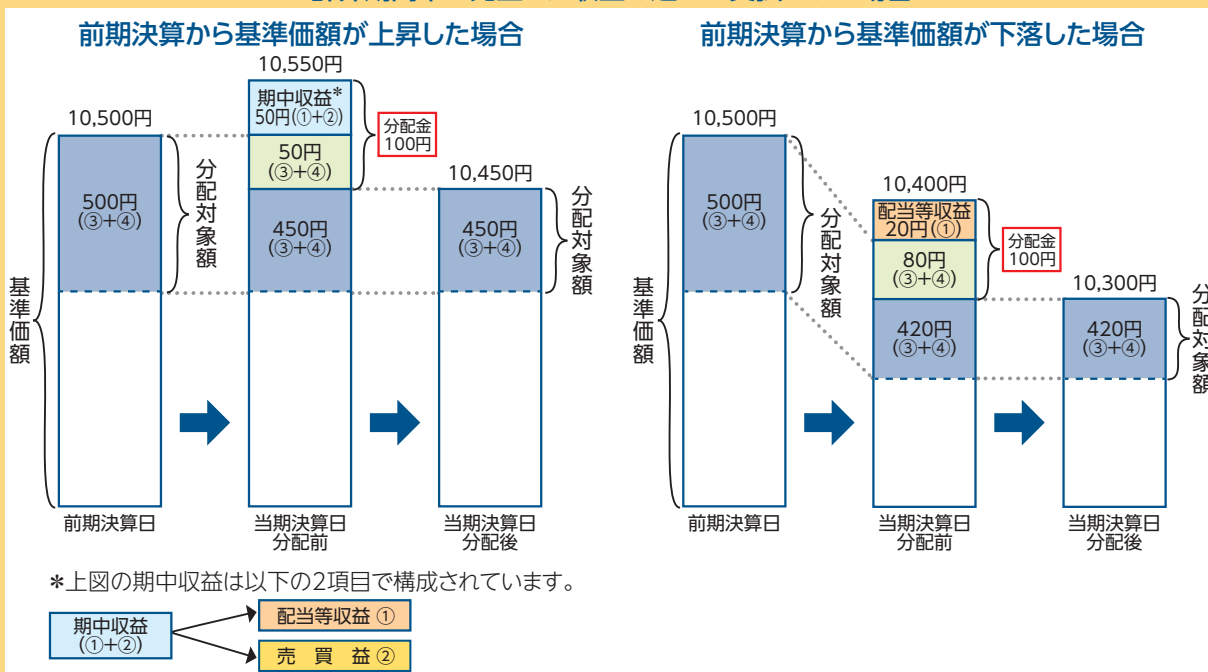 前期決算から基準価額が上昇した場合
10,500円
10,550円
期中収益*
50円(①+②)
分配金
100円
500円
(③+④)
50円
(③+④)
450円
(③+④)
10,450円
450円
(③+④)
分配対象額
分配対象額
基準価額
前期決算日
当期決算日
分配前
当期決算日
分配後
前期決算から基準価額が下落した場合
10,500円
10,400円
配当等収益
20円(①)
分配金
100円
500円
(③+④)
80円
(③+④)
420円
(③+④)
10,300円
420円
(③+④)
分配対象額
分配対象額
基準価額
前期決算日
当期決算日
分配前
当期決算日
分配後
*上図の期中収益は以下の2項目で構成されています。
期中収益
(①+②)
配当等収益 ①
売 買 益 ②